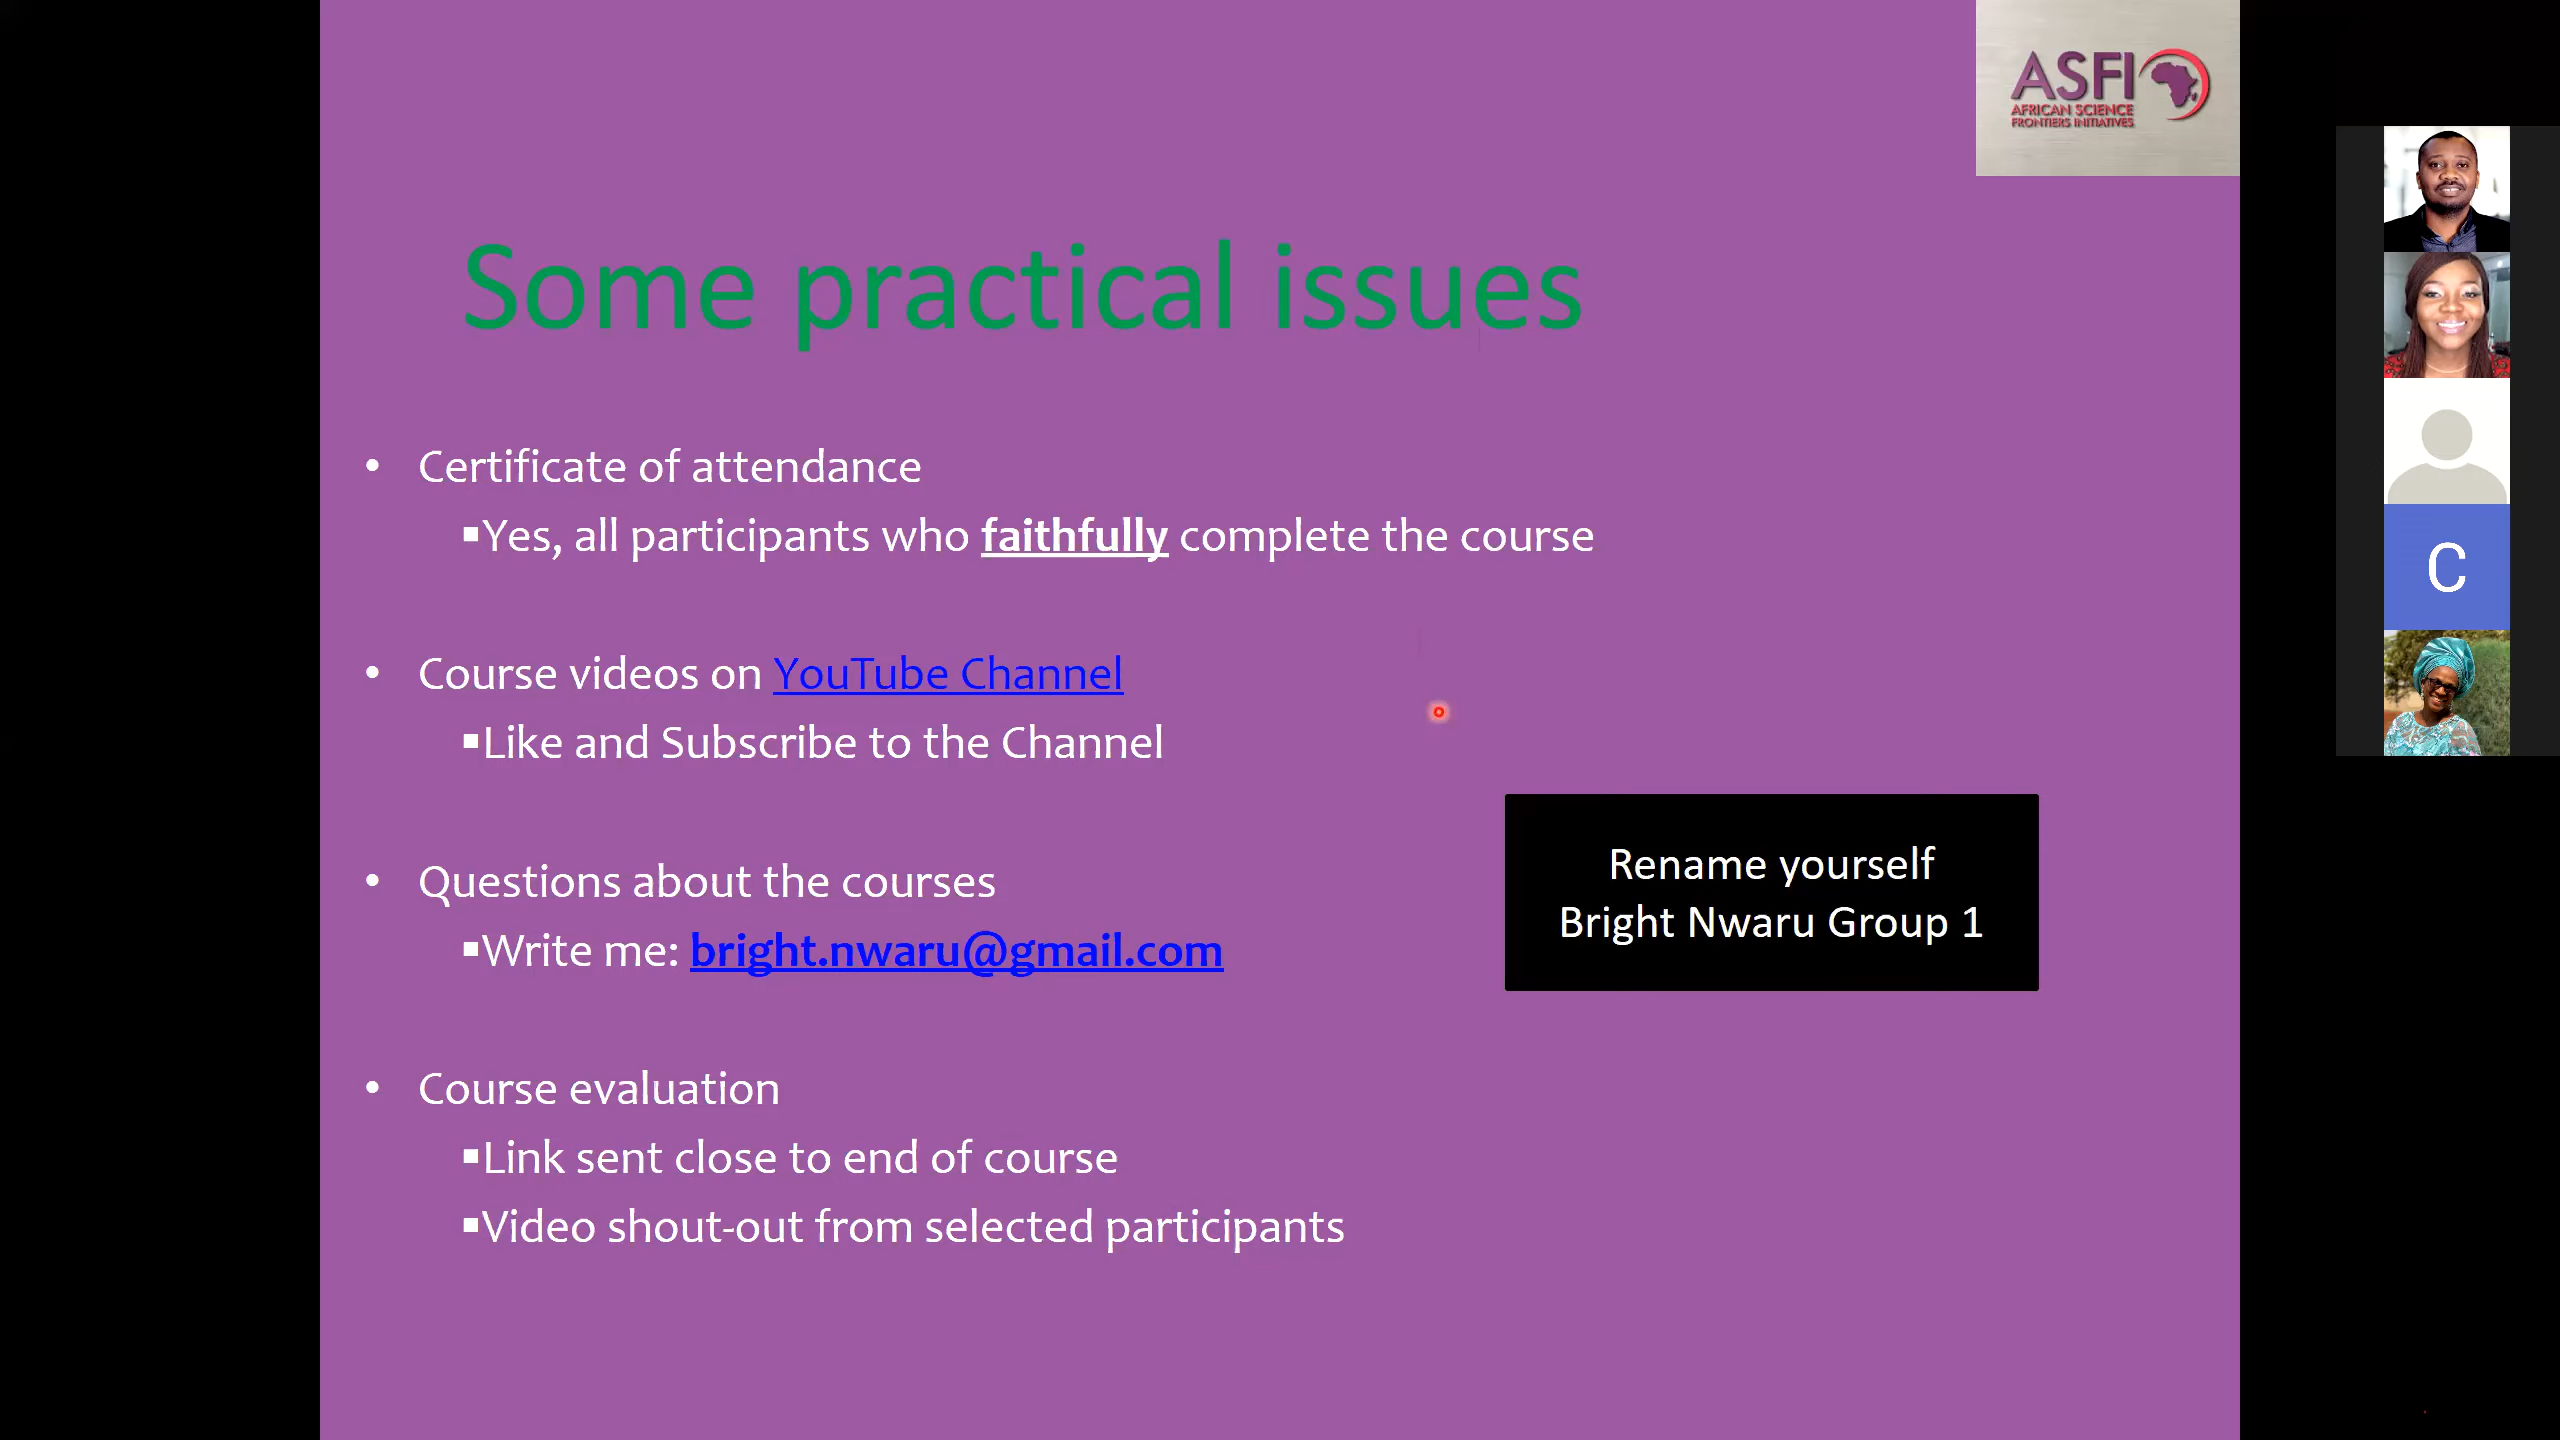 ASFI
AFRICAN SCIENCE
FRONTIERS INITIATIVES
Some practical issues
• Certificate of attendance
▪Yes, all participants who faithfully complete the course
• Course videos on YouTube Channel
▪Like and Subscribe to the Channel
• Questions about the courses
▪Write me: bright.nwaru@gmail.com
• Course evaluation
▪Link sent close to end of course
▪Video shout-out from selected participants
Rename yourself
Bright Nwaru Group 1
C